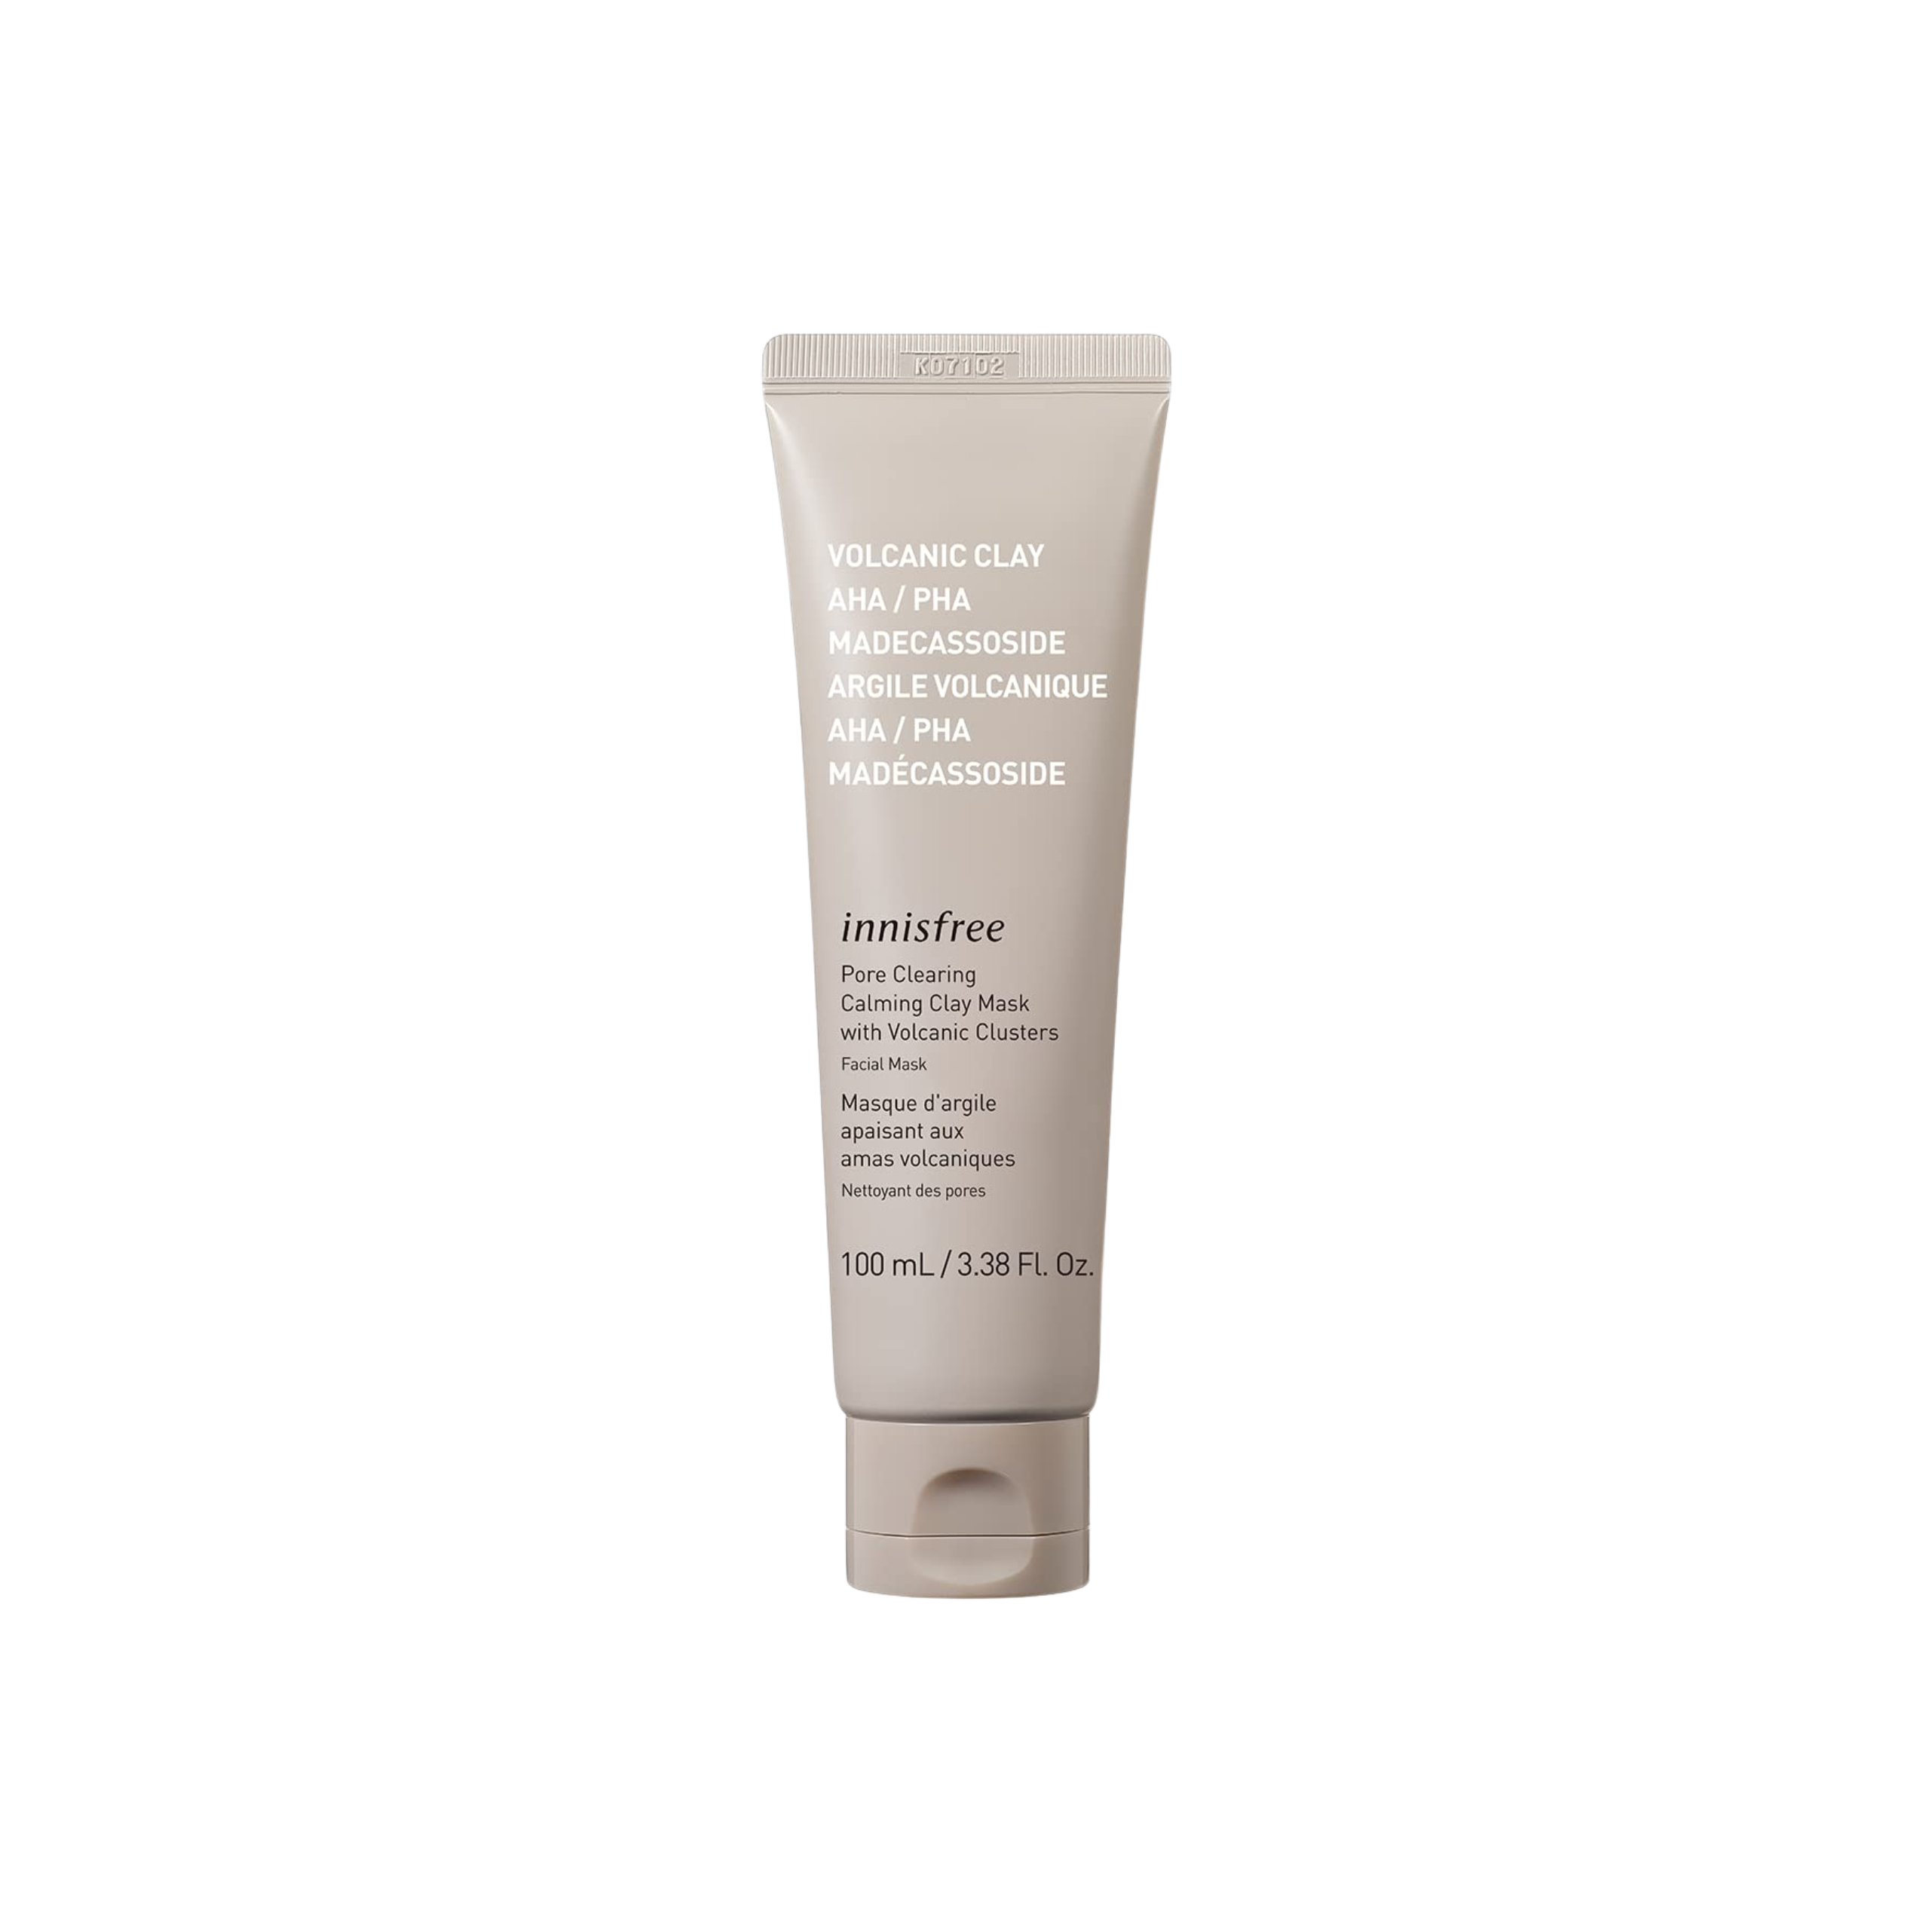 K07102
VOLCANIC CLAY
AHA / PHA
MADECASSOSIDE
ARGILE VOLCANIQUE
AHA / PHA
MADÉCASSOSIDE
innisfree
Pore Clearing
Calming Clay Mask
with Volcanic Clusters
Facial Mask
Masque d'argile
apaisant aux
amas volcaniques
Nettoyant des pores
100 mL / 3.38 Fl. Oz.